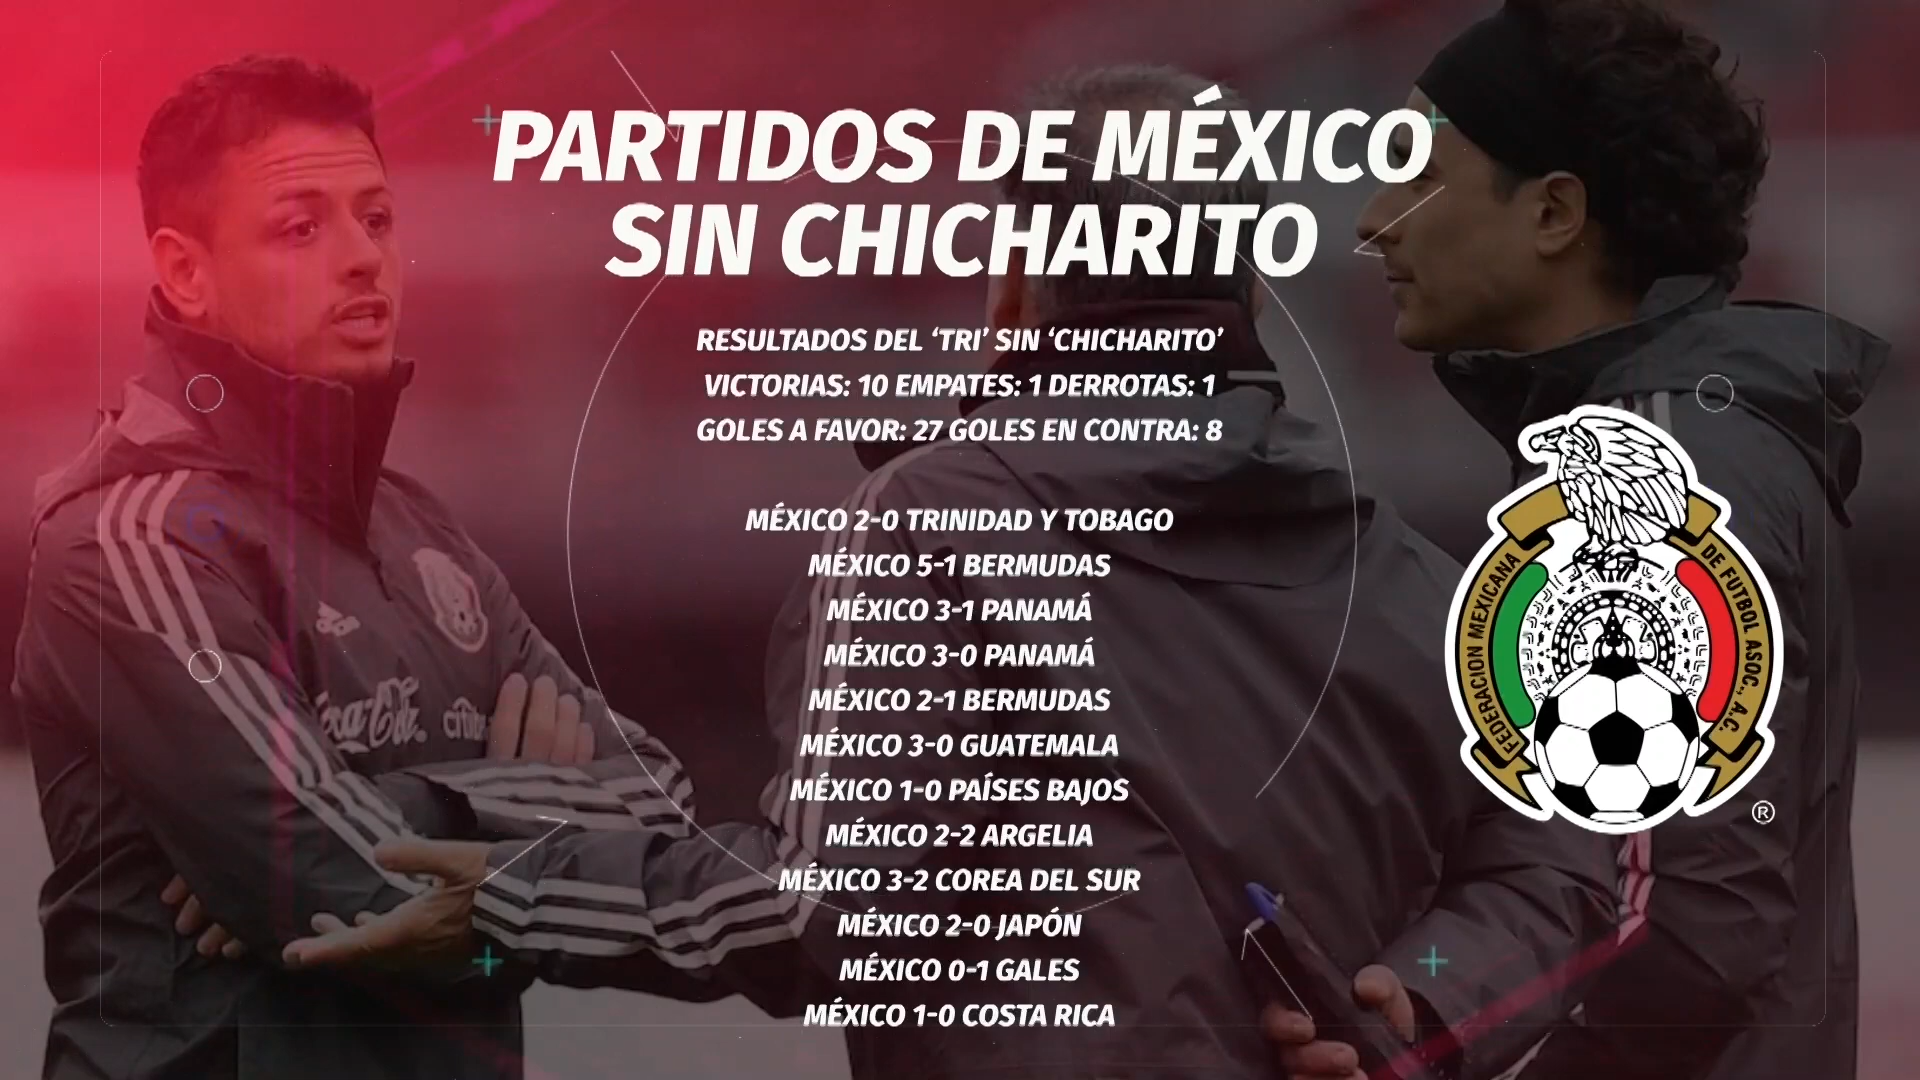 PARTIDOS DE MÉXICO
SIN CHICHARITO
RESULTADOS DEL ‘TRI’ SIN ‘CHICHARITO’
VICTORIAS: 10 EMPATES: 1 DERROTAS: 1
GOLES A FAVOR: 27 GOLES EN CONTRA: 8
MÉXICO 2-0 TRINIDAD Y TOBAGO
MÉXICO 5-1 BERMUDAS
MÉXICO 3-1 PANAMÁ
MÉXICO 3-0 PANAMÁ
MÉXICO 2-1 BERMUDAS
MÉXICO 3-0 GUATEMALA
MÉXICO 1-0 PAÍSES BAJOS
MÉXICO 2-2 ARGELIA
MÉXICO 3-2 COREA DEL SUR
MÉXICO 2-0 JAPÓN
MÉXICO 0-1 GALES
MÉXICO 1-0 COSTA RICA
FEDERACION MEXICANA
DE FUTBOL ASOC., A.C.
®